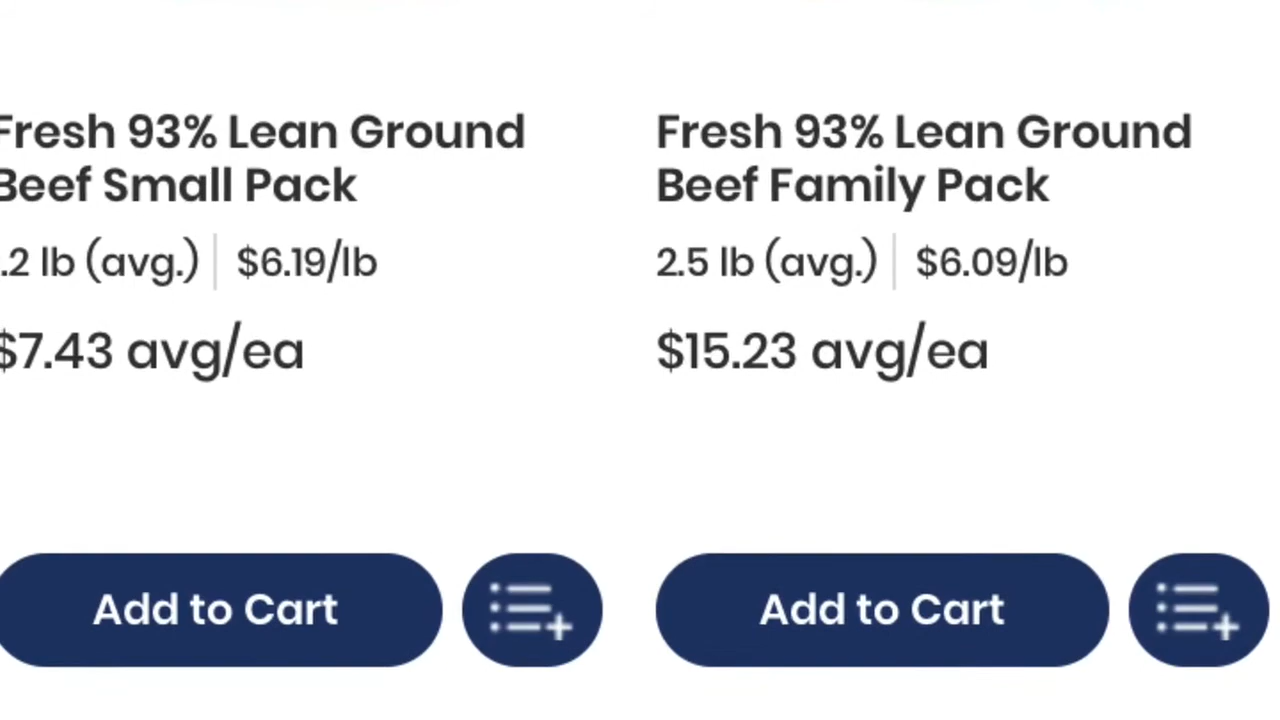 Fresh 93% Lean Ground
Beef Small Pack
.2 lb (avg.) | $6.19/lb
$7.43 avg/ea
Add to Cart
Fresh 93% Lean Ground
Beef Family Pack
2.5 lb (avg.) | $6.09/lb
$15.23 avg/ea
Add to Cart